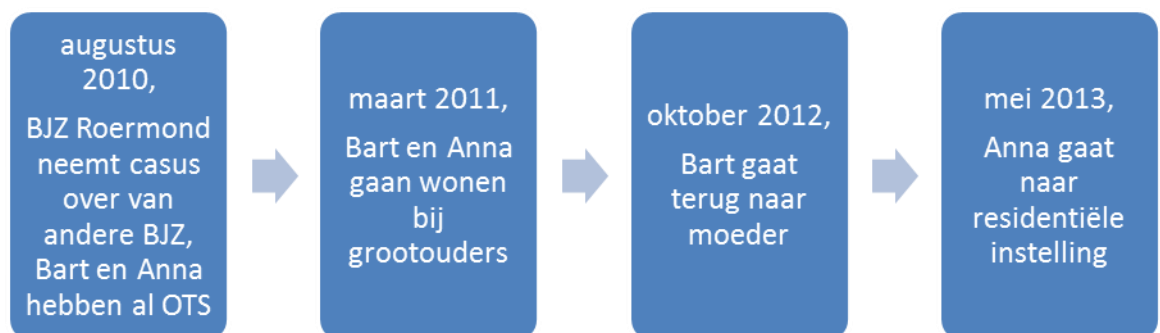 augustus
2010,
BJZ Roermond
neemt casus
over van
andere BJZ,
Bart en Anna
hebben al OTS
maart 2011,
Bart en Anna
gaan wonen
bij
grootouders
oktober 2012,
Bart gaat
terug naar
moeder
mei 2013,
Anna gaat
naar
residentiële
instelling